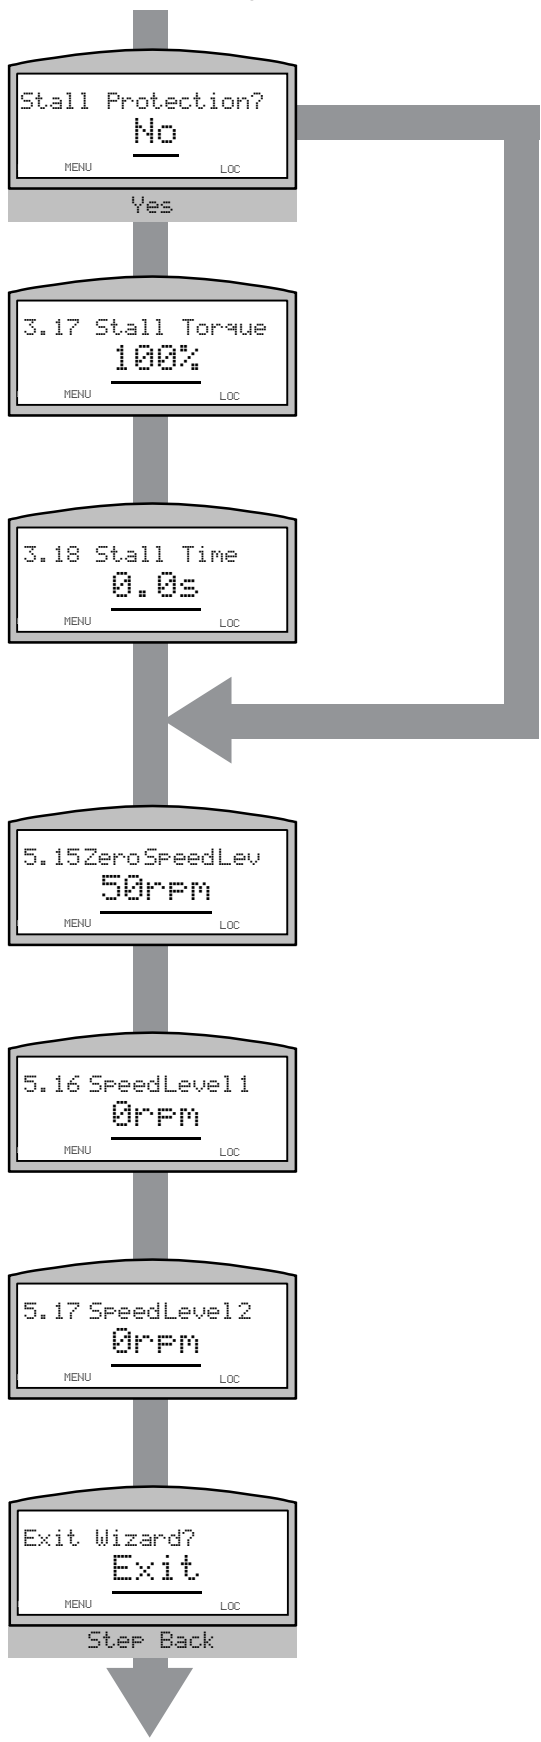 Stall Protection?
No
MENU LOC
Yes
3.17 Stall Torque
100%
MENU LOC
3.18 Stall Time
0.0s
MENU LOC
5.15ZeroSpeedLev
50rpm
MENU LOC
5.16 SpeedLevel1
0rpm
MENU LOC
5.17 SpeedLevel2
0rpm
MENU LOC
Exit Wizard?
Exit
MENU LOC
Step Back